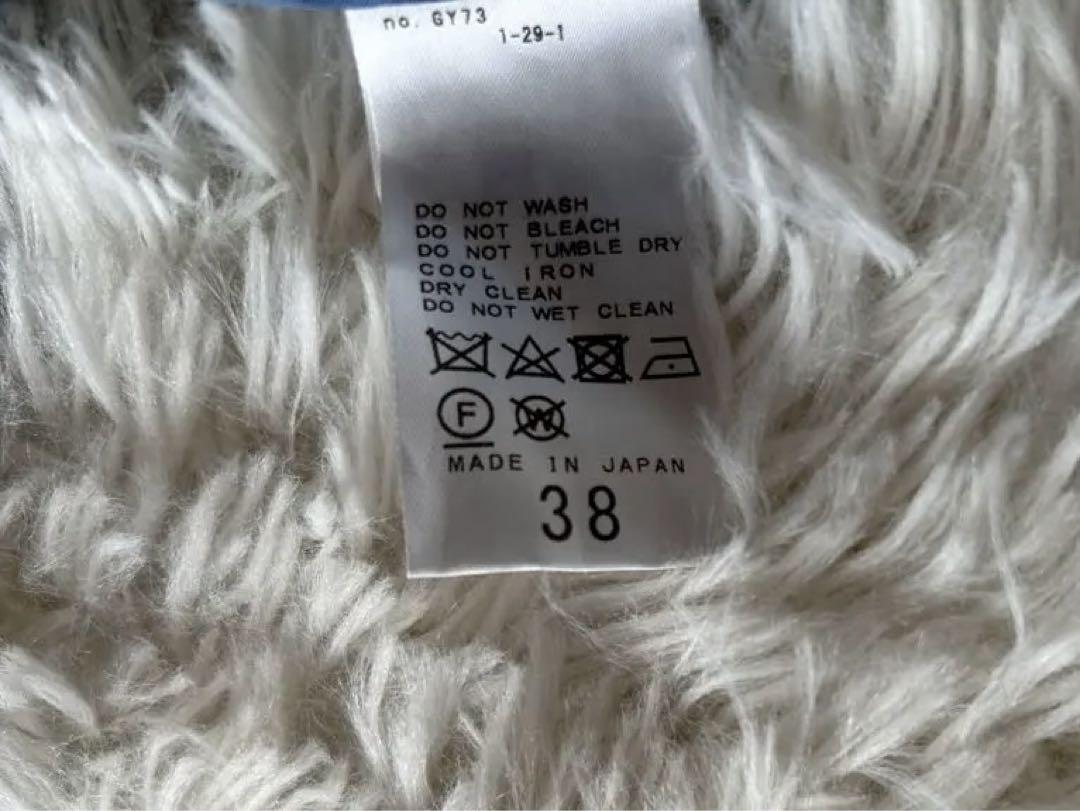 no. GY73
1-29-1
DO NOT WASH
DO NOT BLEACH
DO NOT TUMBLE DRY
COOL IRON
DRY CLEAN
DO NOT WET CLEAN
F W
MADE IN JAPAN
38